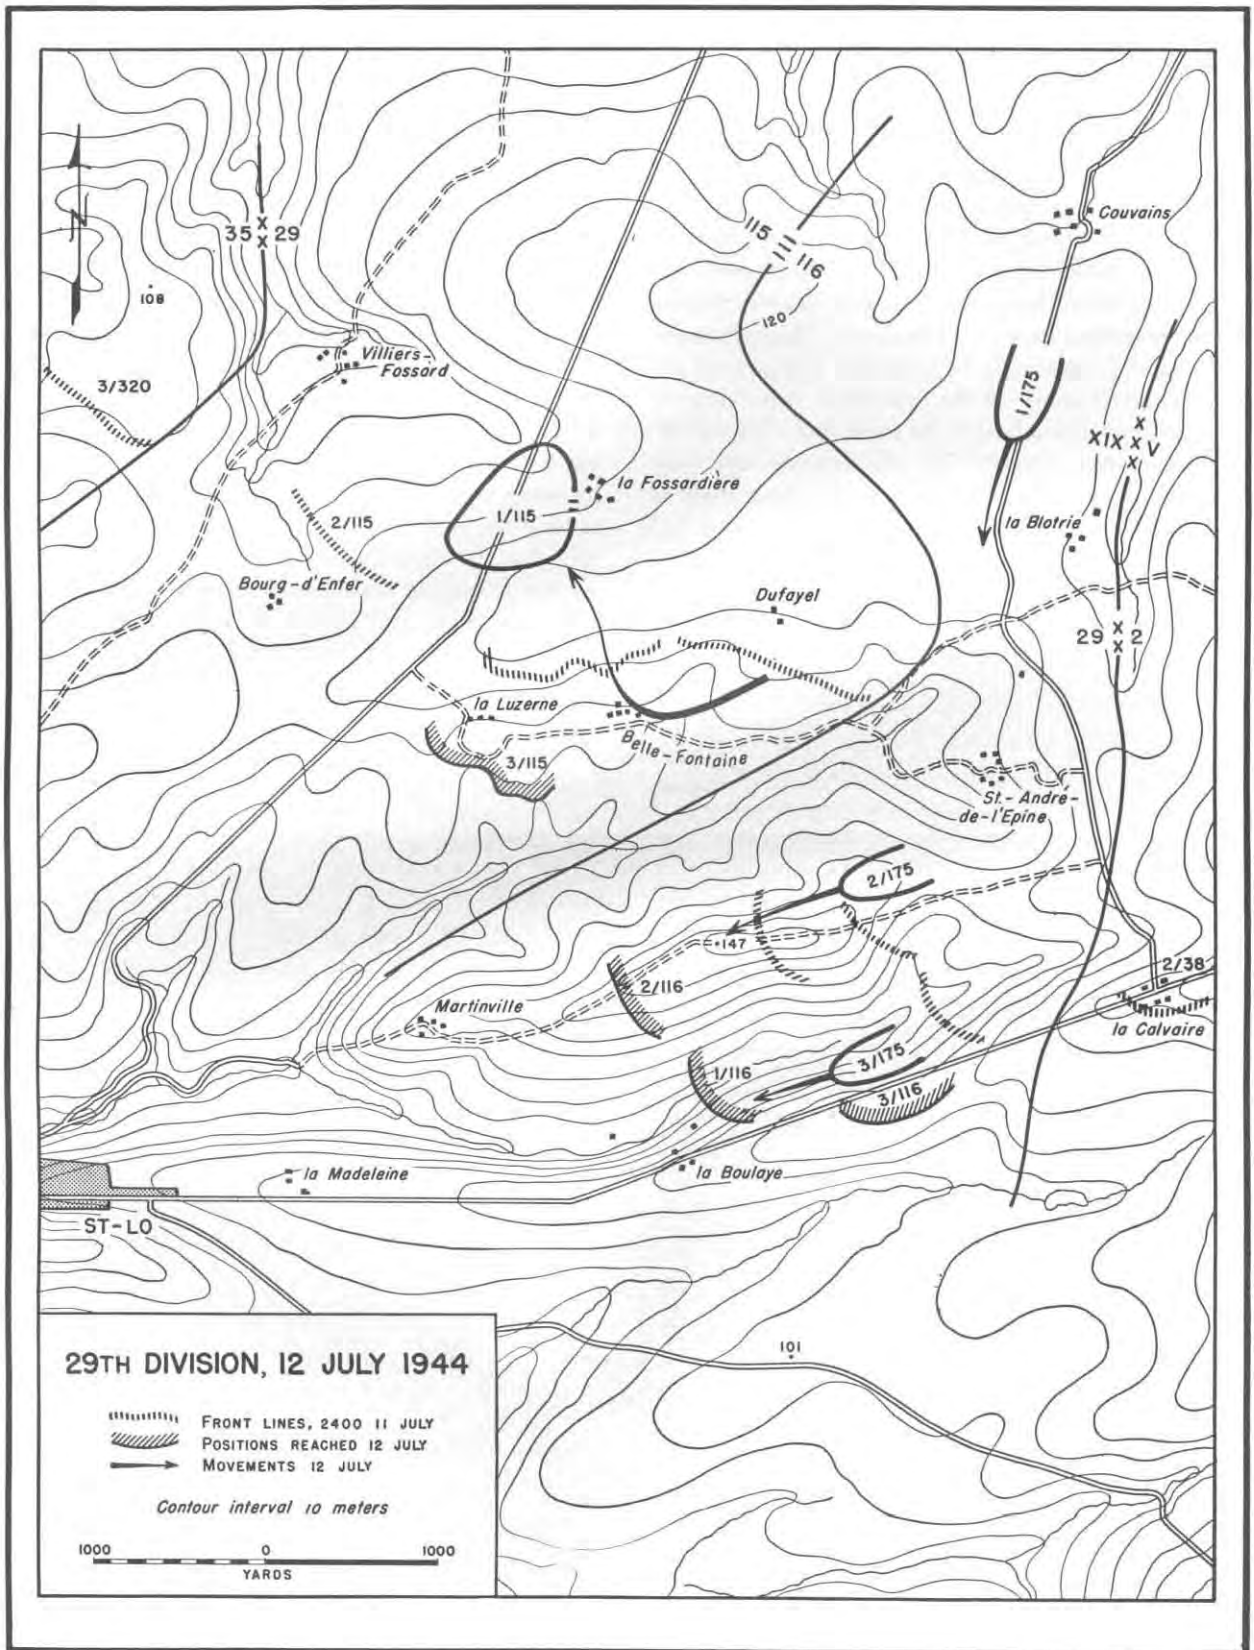 N
Couvains
115
116
35 XX 29
108
120
Villiers-
Fossard
3/320
1/175
XIX XXX V
la Fossardière
1/115
2/115
la Blotrie
Bourg-d'Enfer
Dufayel
29 XX 2
la Luzerne
Belle-Fontaine
3/115
St.-André-
de-l'Epine
2/175
147
2/38
2/116
Martinville
la Calvaire
3/175
1/116
3/116
la Madeleine
la Boulaye
ST-LO
101
29TH DIVISION, 12 JULY 1944
FRONT LINES, 2400 11 JULY
POSITIONS REACHED 12 JULY
MOVEMENTS 12 JULY
Contour interval 10 meters
1000 0 1000
YARDS